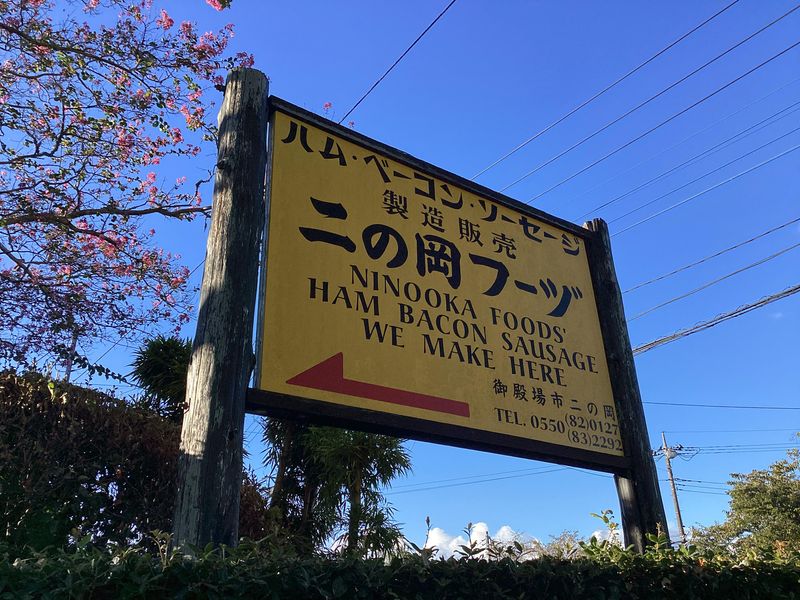 ハム・ベーコン・ソーセージ
製造販売
二の岡フーヅ
NINOOKA FOODS'
HAM BACON SAUSAGE
WE MAKE HERE
御殿場市二の岡
TEL. 0550 (82)0127
(83)2292